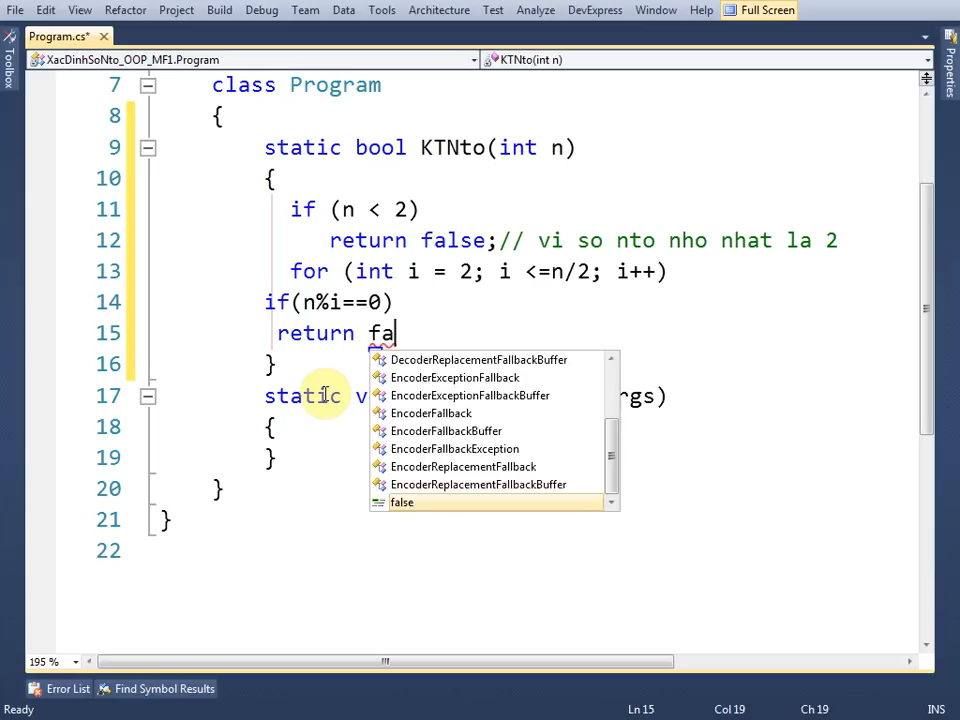 File Edit View Refactor Project Build Debug Team Data Tools Architecture Test Analyze DevExpress Window Help Full Screen
Program.cs*
Toolbox
Properties
XacDinhSoNto_OOP_MF1.Program KTNto(int n)
7 class Program
8 {
9 static bool KTNto(int n)
10 {
11 if (n < 2)
12 return false;// vi so nto nho nhat la 2
13 for (int i = 2; i <=n/2; i++)
14 if(n%i==0)
15 return fa
16 }
DecoderReplacementFallbackBuffer
EncoderExceptionFallback
EncoderExceptionFallbackBuffer
EncoderFallback
EncoderFallbackBuffer
EncoderFallbackException
EncoderReplacementFallback
EncoderReplacementFallbackBuffer
false
17 static v rgs)
18 {
19 }
20 }
21 }
22
195 %
Error List Find Symbol Results
Ready Ln 15 Col 19 Ch 19 INS